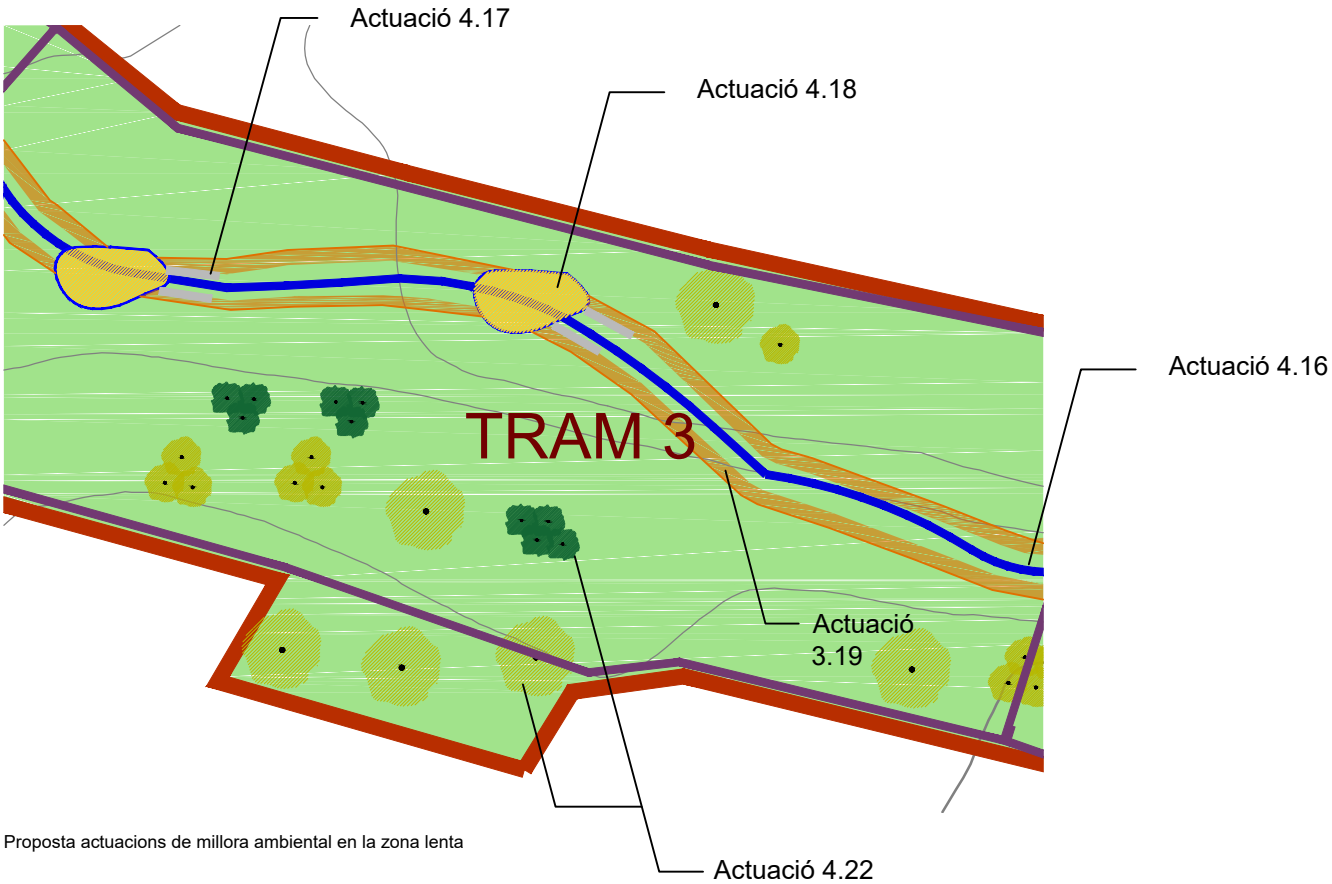 Actuació 4.17
Actuació 4.18
Actuació 4.16
TRAM 3
Actuació
3.19
Proposta actuacions de millora ambiental en la zona lenta
Actuació 4.22